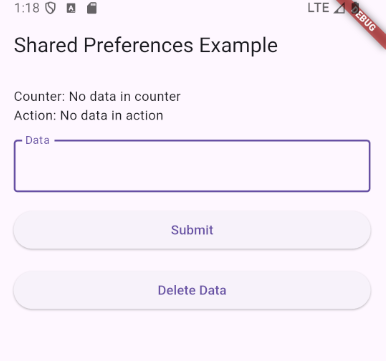 1:18 LTE
DEBUG
Shared Preferences Example
Counter: No data in counter
Action: No data in action
Data
Submit
Delete Data